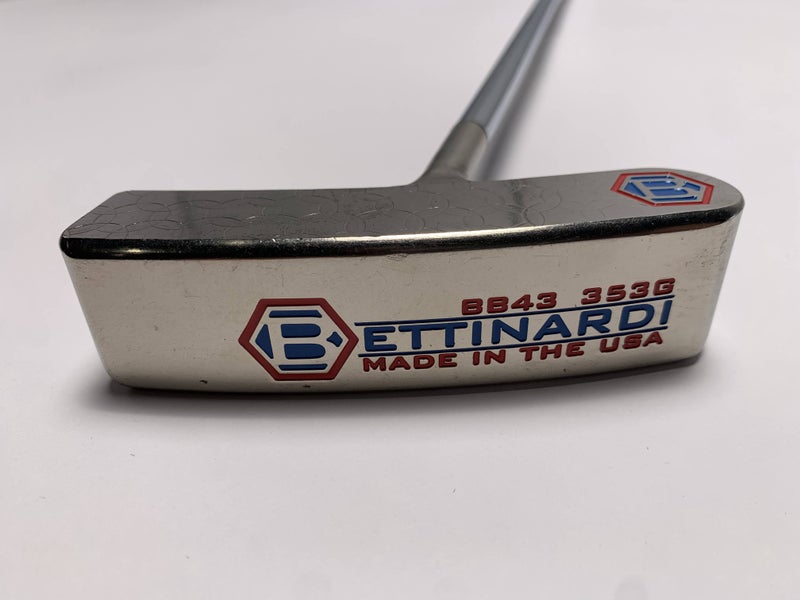 BB43 353G
BETTINARDI
MADE IN THE USA
B